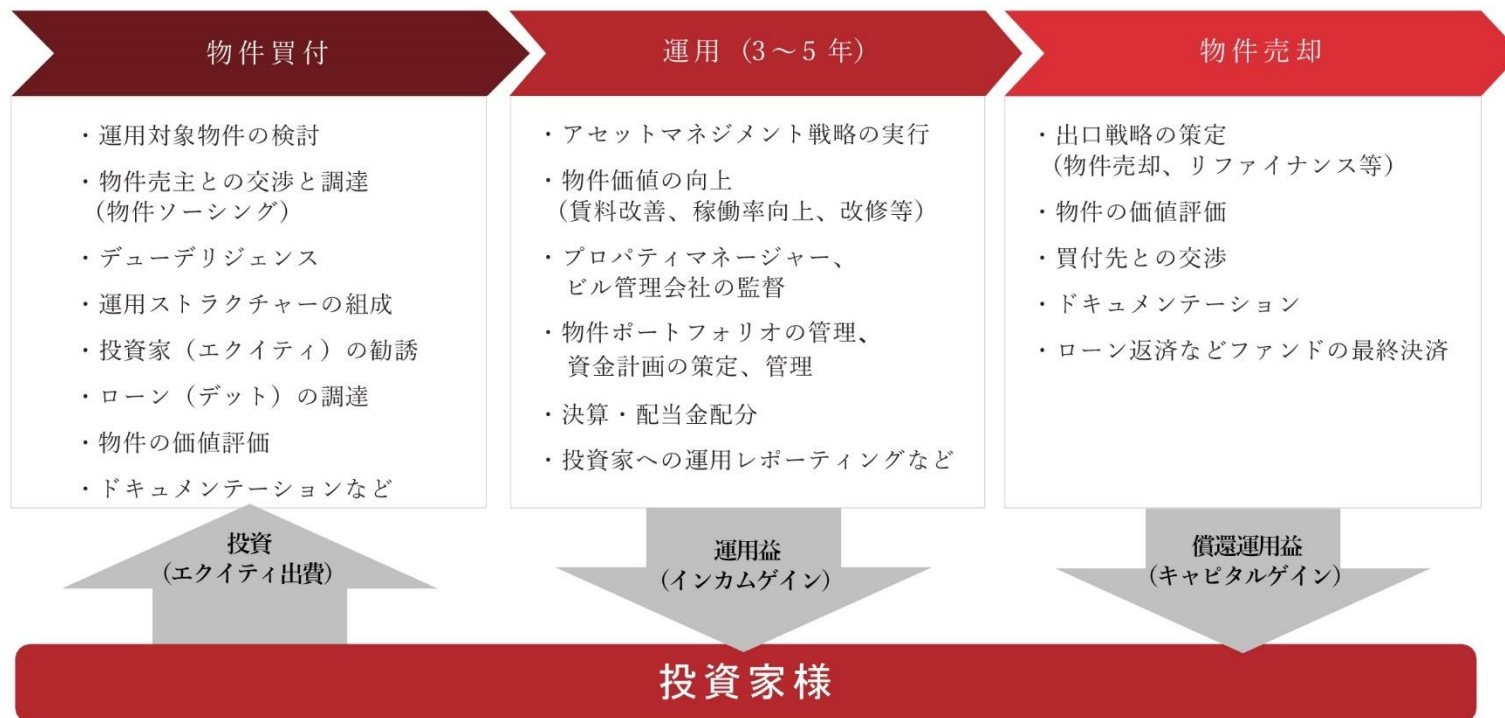 物件買付
・運用対象物件の検討
・物件売主との交渉と調達
(物件ソーシング)
・デューデリジェンス
・運用ストラクチャーの組成
・投資家（エクイティ）の勧誘
・ローン（デット）の調達
・物件の価値評価
・ドキュメンテーションなど
運用 (3〜5 年)
・アセットマネジメント戦略の実行
・物件価値の向上
(賃料改善、稼働率向上、改修等)
・プロパティマネージャー、
ビル管理会社の監督
・物件ポートフォリオの管理、
資金計画の策定、管理
・決算・配当金配分
・投資家への運用レポーティングなど
物件売却
・出口戦略の策定
(物件売却、リファイナンス等)
・物件の価値評価
・買付先との交渉
・ドキュメンテーション
・ローン返済などファンドの最終決済
投資
(エクイティ出費)
運用益
(インカムゲイン)
償還運用益
(キャピタルゲイン)
投資家様